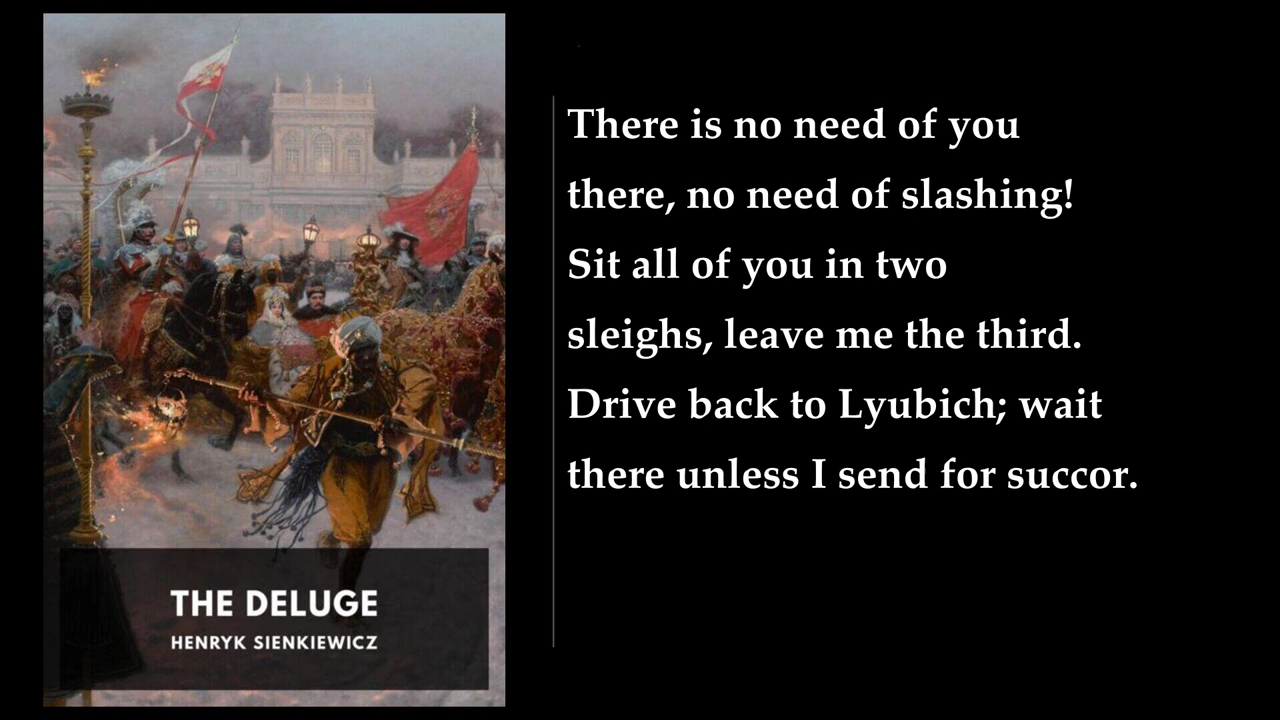 There is no need of you
there, no need of slashing!
Sit all of you in two
sleighs, leave me the third.
Drive back to Lyubich; wait
there unless I send for succor.
THE DELUGE
HENRYK SIENKIEWICZ